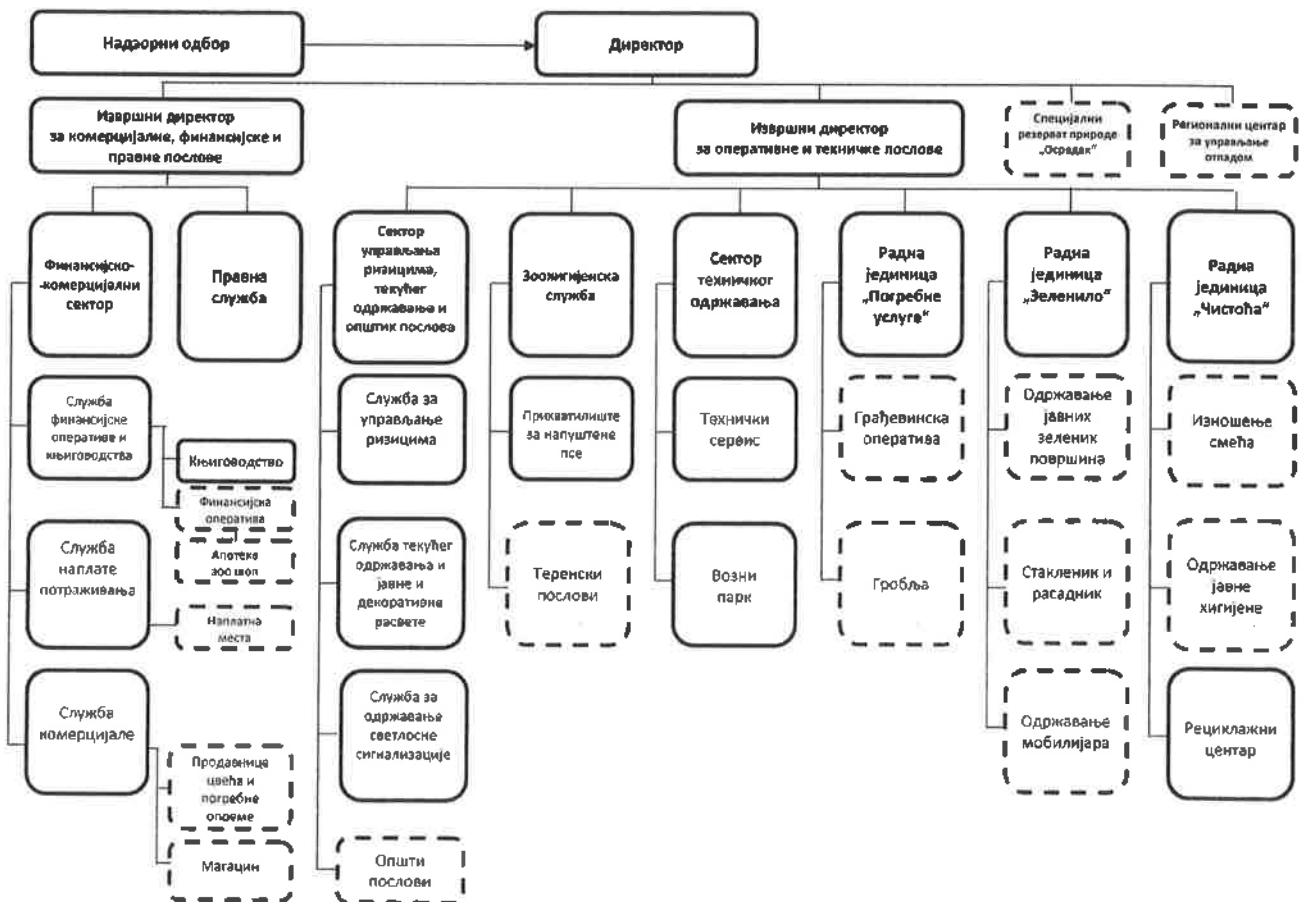 Надзорни одбор
Директор
Извршни директор
за комерцијалне, финансијске и
правне послове
Извршни директор
за оперативне и техничке послове
Специјални
резерват природе
„Осредак“
Регионални центар
за управљање
отпадом
Финансијско-
-комерцијални
сектор
Правна
служба
Сектор
управљања
ризицима,
текућег
одржавање и
општих послова
Зоохигијенска
служба
Сектор
техничког
одржавања
Радна
јединица
„Погребне
услуге“
Радна
јединица
„Зеленило“
Радна
јединица
„Чистоћа“
Служба
финансијске
оперативе и
књиговодства
Књиговодство
Финансијска
оператива
Апотека
зоо шоп
Служба
наплате
потраживања
Наплатна
места
Служба
комерцијале
Продавнице
цвећа и
погребне
опреме
Магацин
Служба за
управљање
ризицима
Служба текућег
одржавања и
јавне и
декоративне
расвете
Служба за
одржавање
светлосне
сигнализације
Општи
послови
Прихватилиште
за напуштене
псе
Теренски
послови
Технички
сервис
Возни
парк
Грађевинска
оператива
Гробља
Одржавање
јавних
зелених
површина
Стакленик и
расадник
Одржавање
мобилијара
Изношење
смећа
Одржавање
јавне
хигијене
Рециклажни
центар